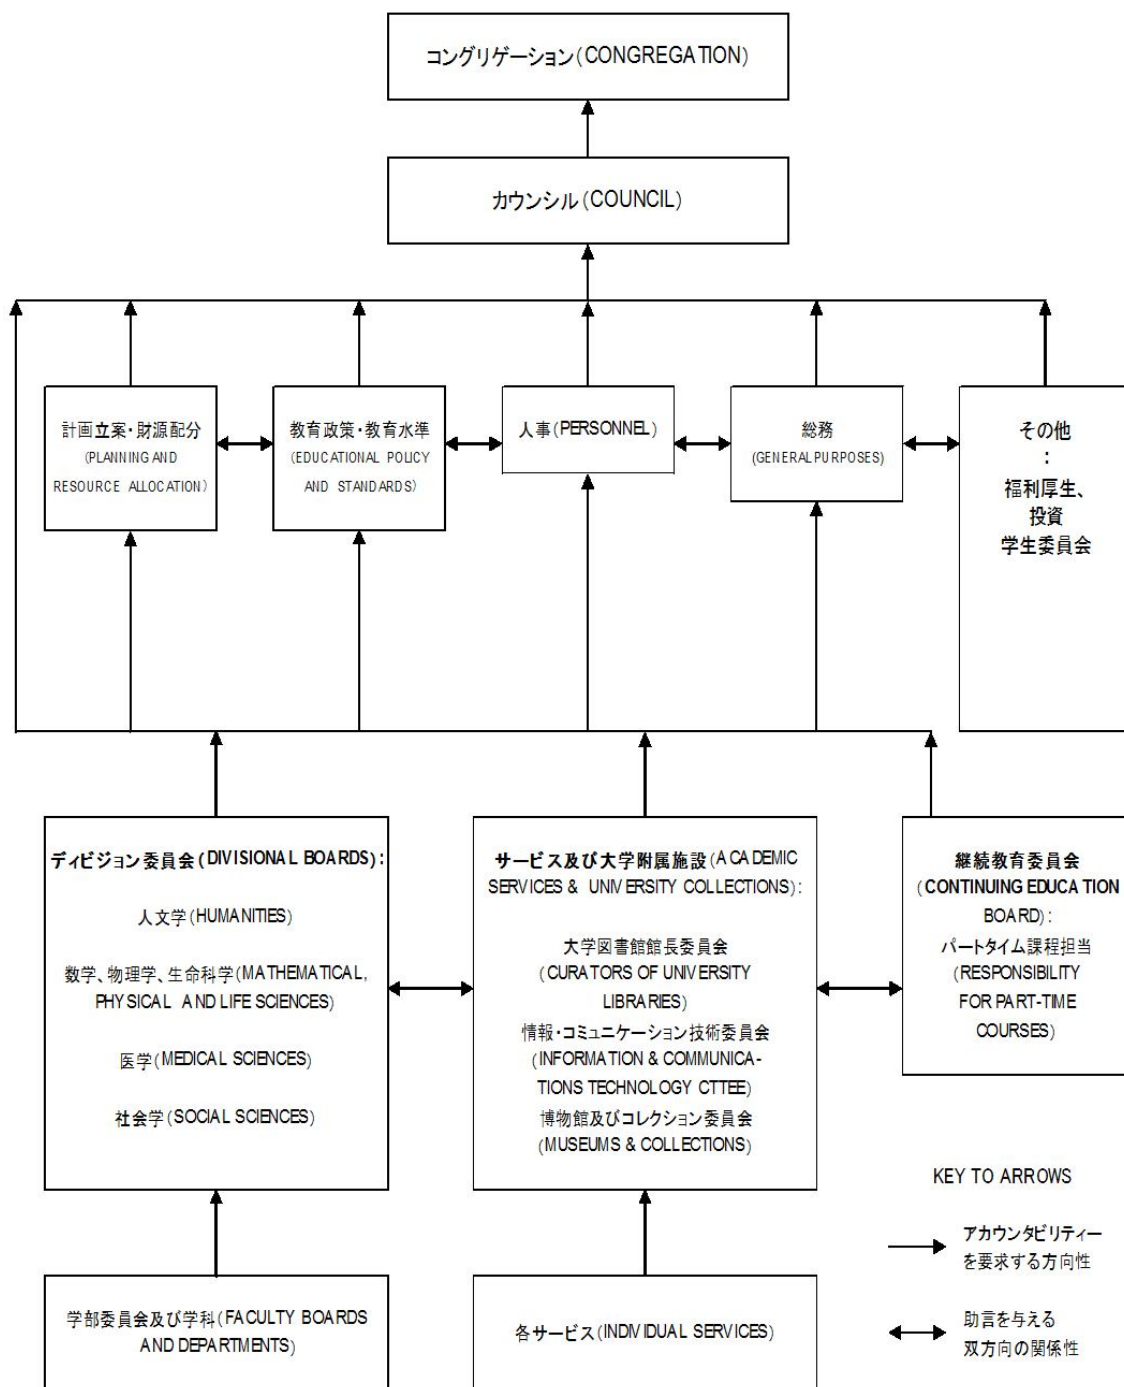 コングリゲーション(CONGREGATION)
カウンシル(COUNCIL)
計画立案・財源配分
(PLANNING AND
RESOURCE ALLOCATION)
教育政策・教育水準
(EDUCATIONAL POLICY
AND STANDARDS)
人事(PERSONNEL)
総務
(GENERAL PURPOSES)
その他
:
福利厚生、
投資
学生委員会
ディビジョン委員会(DIVISIONAL BOARDS):
人文学(HUMANITIES)
数学、物理学、生命科学(MATHEMATICAL,
PHYSICAL AND LIFE SCIENCES)
医学(MEDICAL SCIENCES)
社会学(SOCIAL SCIENCES)
サービス及び大学附属施設(ACADEMIC
SERVICES & UNIVERSITY COLLECTIONS):
大学図書館館長委員会
(CURATORS OF UNIVERSITY
LIBRARIES)
情報・コミュニケーション技術委員会
(INFORMATION & COMMUNICA-
TIONS TECHNOLOGY CTTEE)
博物館及びコレクション委員会
(MUSEUMS & COLLECTIONS)
継続教育委員会
(CONTINUING EDUCATION
BOARD):
パートタイム課程担当
(RESPONSIBILITY
FOR PART-TIME
COURSES)
KEY TO ARROWS
アカウンタビリティー
を要求する方向性
助言を与える
双方向の関係性
学部委員会及び学科(FACULTY BOARDS
AND DEPARTMENTS)
各サービス(INDIVIDUAL SERVICES)